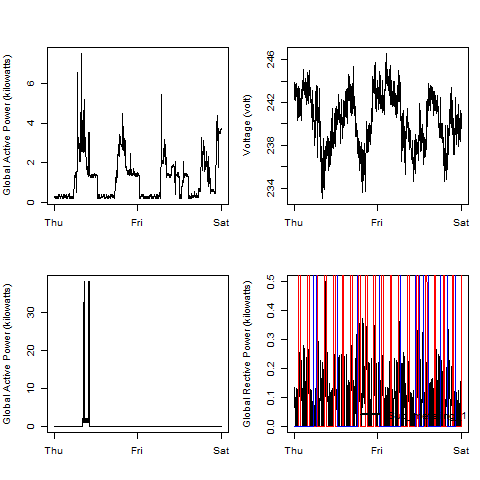 Global Active Power (kilowatts)
0 2 4 6
Thu Fri Sat
Voltage (volt)
234 238 242 246
Thu Fri Sat
Global Active Power (kilowatts)
0 10 20 30
Thu Fri Sat
Global Rective Power (kilowatts)
0.0 0.1 0.2 0.3 0.4 0.5
Thu Fri Sat